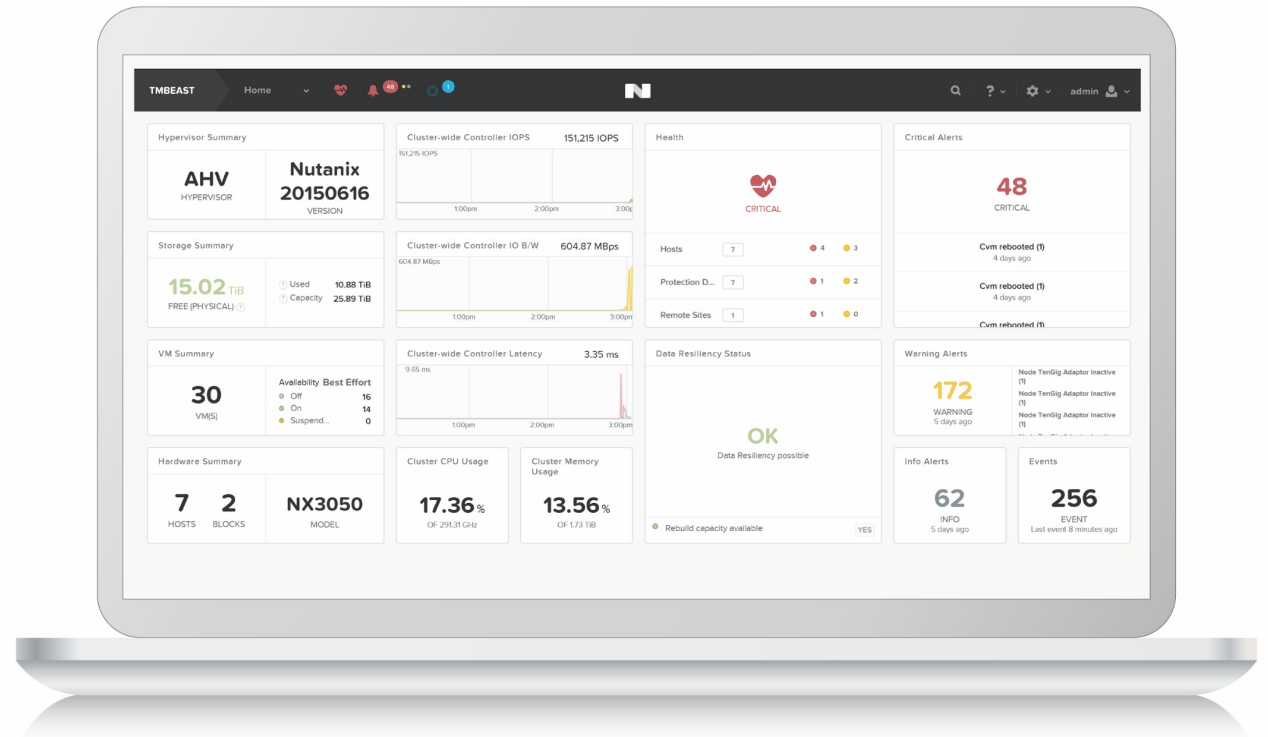 TMBEAST
Home
48
1
?
admin
Hypervisor Summary
AHV
HYPERVISOR
Nutanix
20150616
VERSION
Cluster-wide Controller IOPS 151,215 IOPS
151,215 IOPS
1:00pm 2:00pm 3:00p
Health
CRITICAL
Hosts 7 4 3
Protection D... 7 1 2
Remote Sites 1 1 0
Critical Alerts
48
CRITICAL
Cvm rebooted (1)
4 days ago
Cvm rebooted (1)
4 days ago
Cvm rebooted (1)
Storage Summary
15.02 TiB
FREE (PHYSICAL) ?
? Used 10.88 TiB
? Capacity 25.89 TiB
Cluster-wide Controller IO B/W 604.87 MBps
604.87 MBps
1:00pm 2:00pm 3:00pm
VM Summary
30
VM(S)
Availability Best Effort
Off 16
On 14
Suspend... 0
Cluster-wide Controller Latency 3.35 ms
9.65 ms
1:00pm 2:00pm 3:00pm
Data Resiliency Status
OK
Data Resiliency possible
Rebuild capacity available YES
Warning Alerts
172
WARNING
5 days ago
Node TenGig Adaptor Inactive
(1)
Node TenGig Adaptor Inactive
(1)
Node TenGig Adaptor Inactive
(1)
Hardware Summary
7
HOSTS
2
BLOCKS
NX3050
MODEL
Cluster CPU Usage
17.36 %
OF 291.31 GHz
Cluster Memory
Usage
13.56 %
OF 1.73 TiB
Info Alerts
62
INFO
5 days ago
Events
256
EVENT
Last event 8 minutes ago